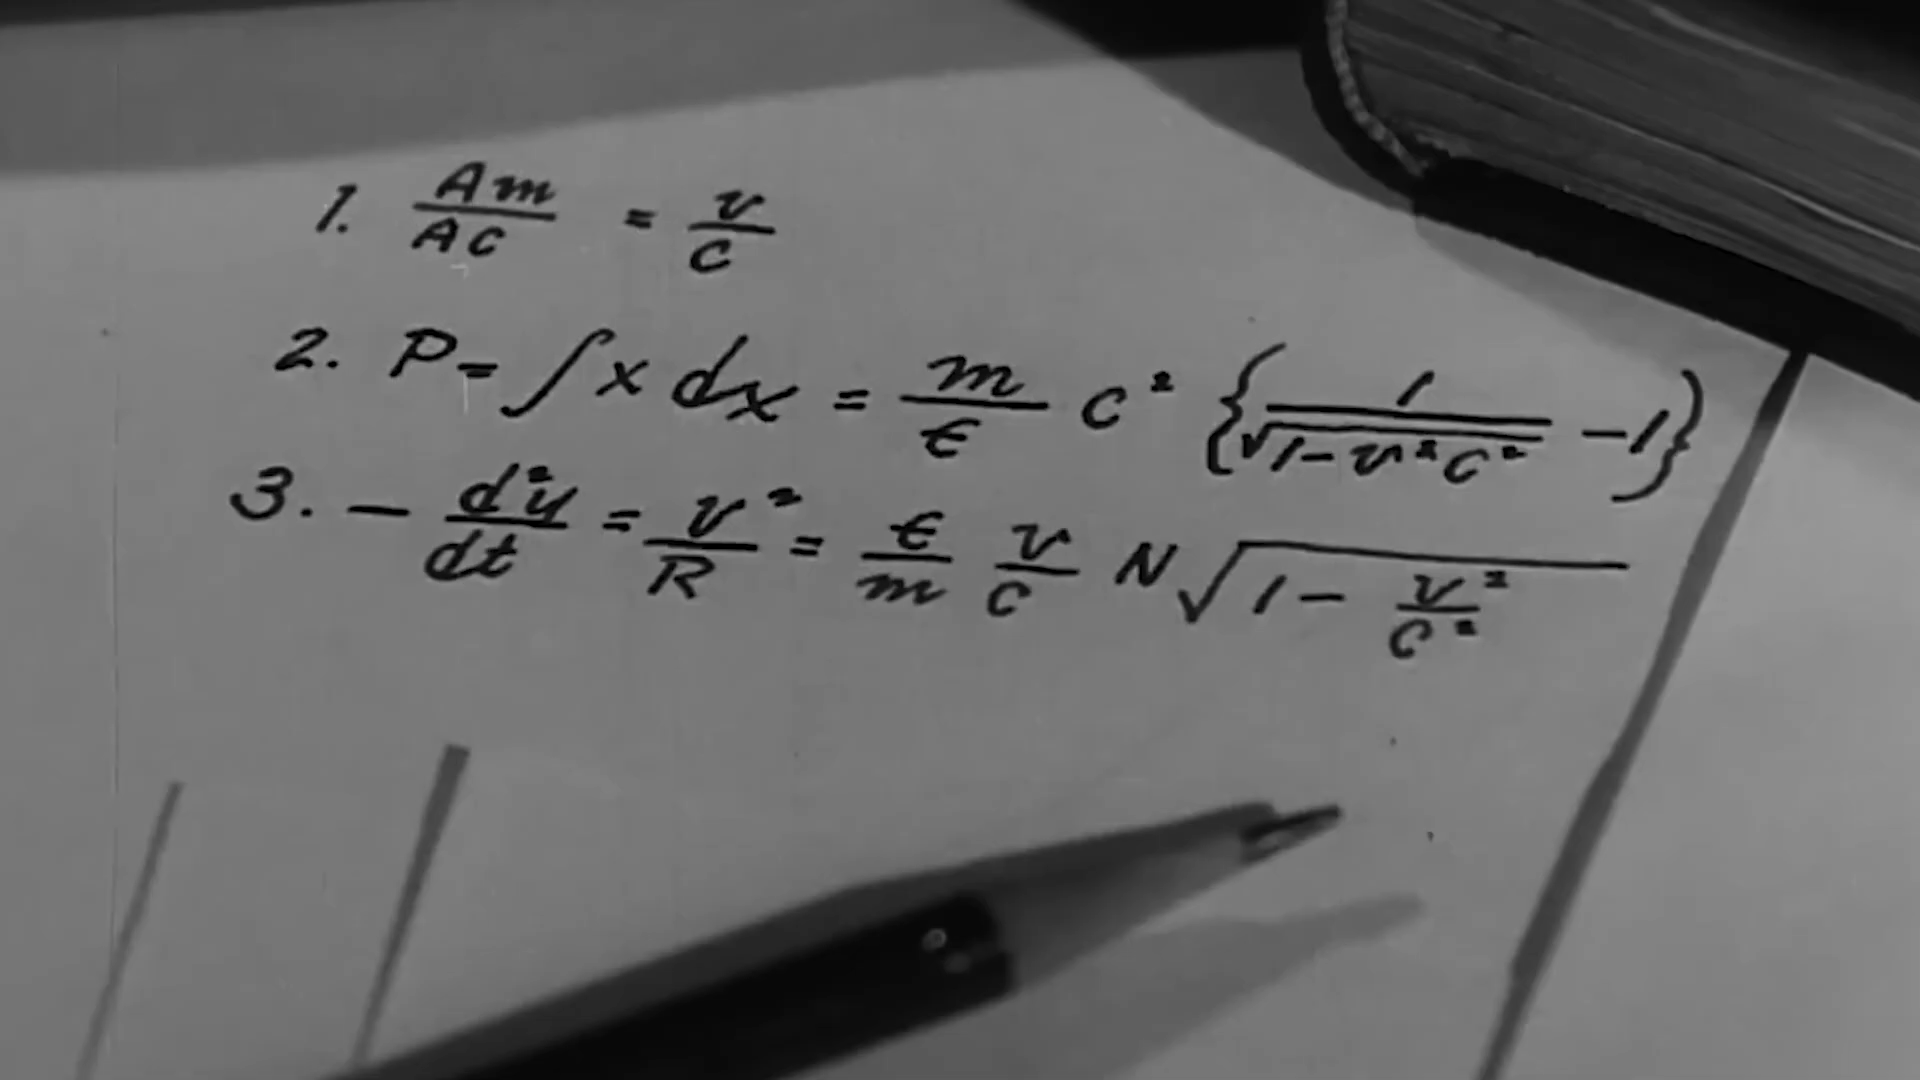 1. Am/Ac = v/c
2. P = ∫ x dx = m/ϵ c² { 1/√1-v²c² -1 }
3. - d²y/dt = v²/R = ϵ/m v/c N √1 - v²/c²